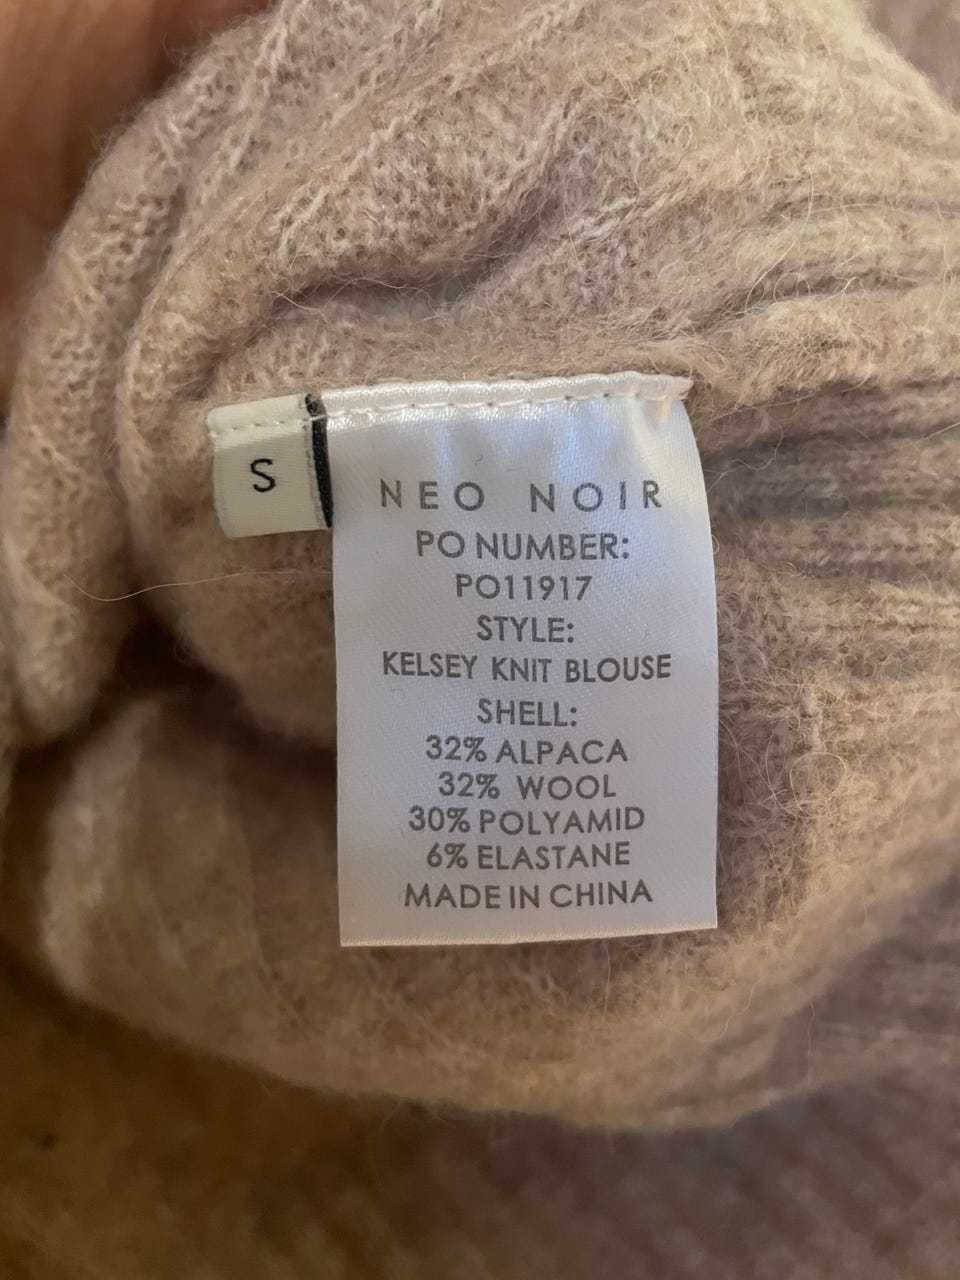 S
NEO NOIR
PO NUMBER:
PO11917
STYLE:
KELSEY KNIT BLOUSE
SHELL:
32% ALPACA
32% WOOL
30% POLYAMID
6% ELASTANE
MADE IN CHINA